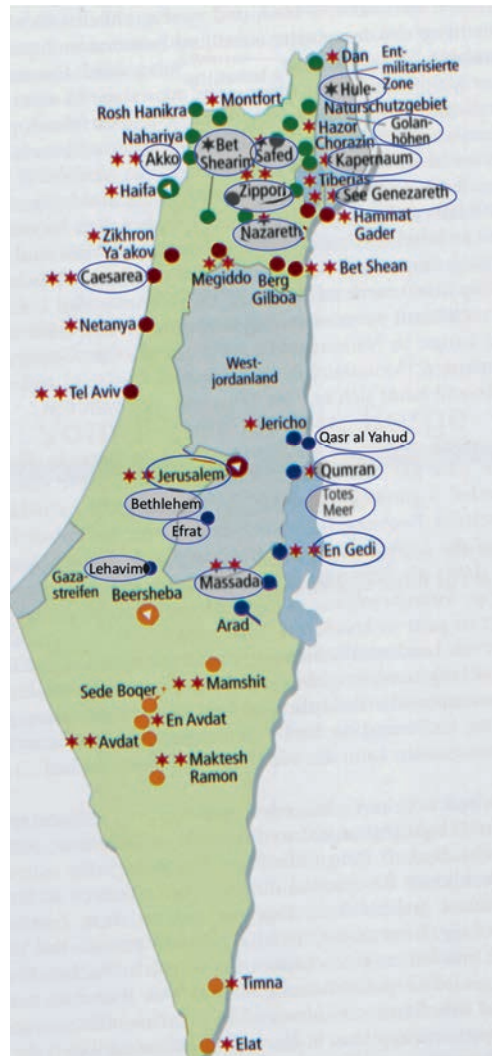 Dan
Ent-
militarisierte
Zone
Hule-
Naturschutzgebiet
Montfort
Rosh Hanikra
Hazor
Golan-
höhen
Nahariya
Bet
Shearim
Safed
Chorazin
Akko
Kapernaum
Haifa
Zippori
Tiberias
See Genezareth
Nazareth
Hammat
Gader
Zikhron
Ya'akov
Caesarea
Megiddo
Berg
Gilboa
Bet Shean
Netanya
West-
jordanland
Tel Aviv
Jericho
Qasr al Yahud
Jerusalem
Qumran
Bethlehem
Totes
Meer
Efrat
En Gedi
Lehavim
Gaza-
streifen
Massada
Beersheba
Arad
Mamshit
Sede Boqer
En Avdat
Avdat
Maktesh
Ramon
Timna
Elat